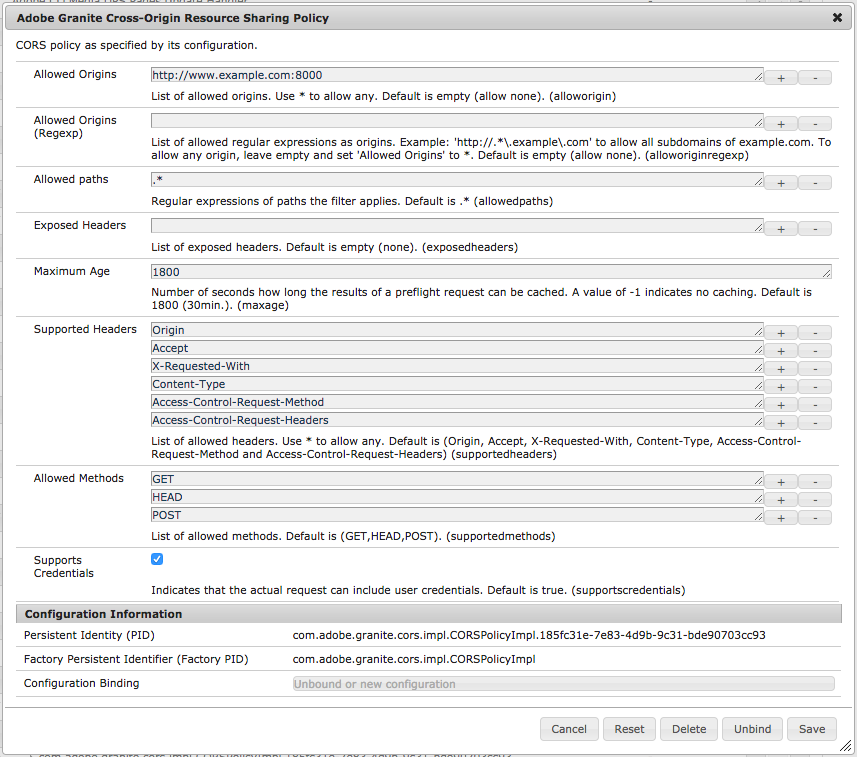 Adobe Granite Cross-Origin Resource Sharing Policy
CORS policy as specified by its configuration.
Allowed Origins
http://www.example.com:8000
+ -
List of allowed origins. Use * to allow any. Default is empty (allow none). (alloworigin)
Allowed Origins
(Regexp)
+ -
List of allowed regular expressions as origins. Example: 'http://.*\.example\.com' to allow all subdomains of example.com. To
allow any origin, leave empty and set 'Allowed Origins' to *. Default is empty (allow none). (alloworiginregexp)
Allowed paths
.*
+ -
Regular expressions of paths the filter applies. Default is .* (allowedpaths)
Exposed Headers
+ -
List of exposed headers. Default is empty (none). (exposedheaders)
Maximum Age
1800
Number of seconds how long the results of a preflight request can be cached. A value of -1 indicates no caching. Default is
1800 (30min.). (maxage)
Supported Headers
Origin
+ -
Accept
+ -
X-Requested-With
+ -
Content-Type
+ -
Access-Control-Request-Method
+ -
Access-Control-Request-Headers
+ -
List of allowed headers. Use * to allow any. Default is (Origin, Accept, X-Requested-With, Content-Type, Access-Control-
Request-Method and Access-Control-Request-Headers) (supportedheaders)
Allowed Methods
GET
+ -
HEAD
+ -
POST
+ -
List of allowed methods. Default is (GET,HEAD,POST). (supportedmethods)
Supports
Credentials
Indicates that the actual request can include user credentials. Default is true. (supportscredentials)
Configuration Information
Persistent Identity (PID)
com.adobe.granite.cors.impl.CORSPolicyImpl.185fc31e-7e83-4d9b-9c31-bde90703cc93
Factory Persistent Identifier (Factory PID)
com.adobe.granite.cors.impl.CORSPolicyImpl
Configuration Binding
Unbound or new configuration
Cancel
Reset
Delete
Unbind
Save